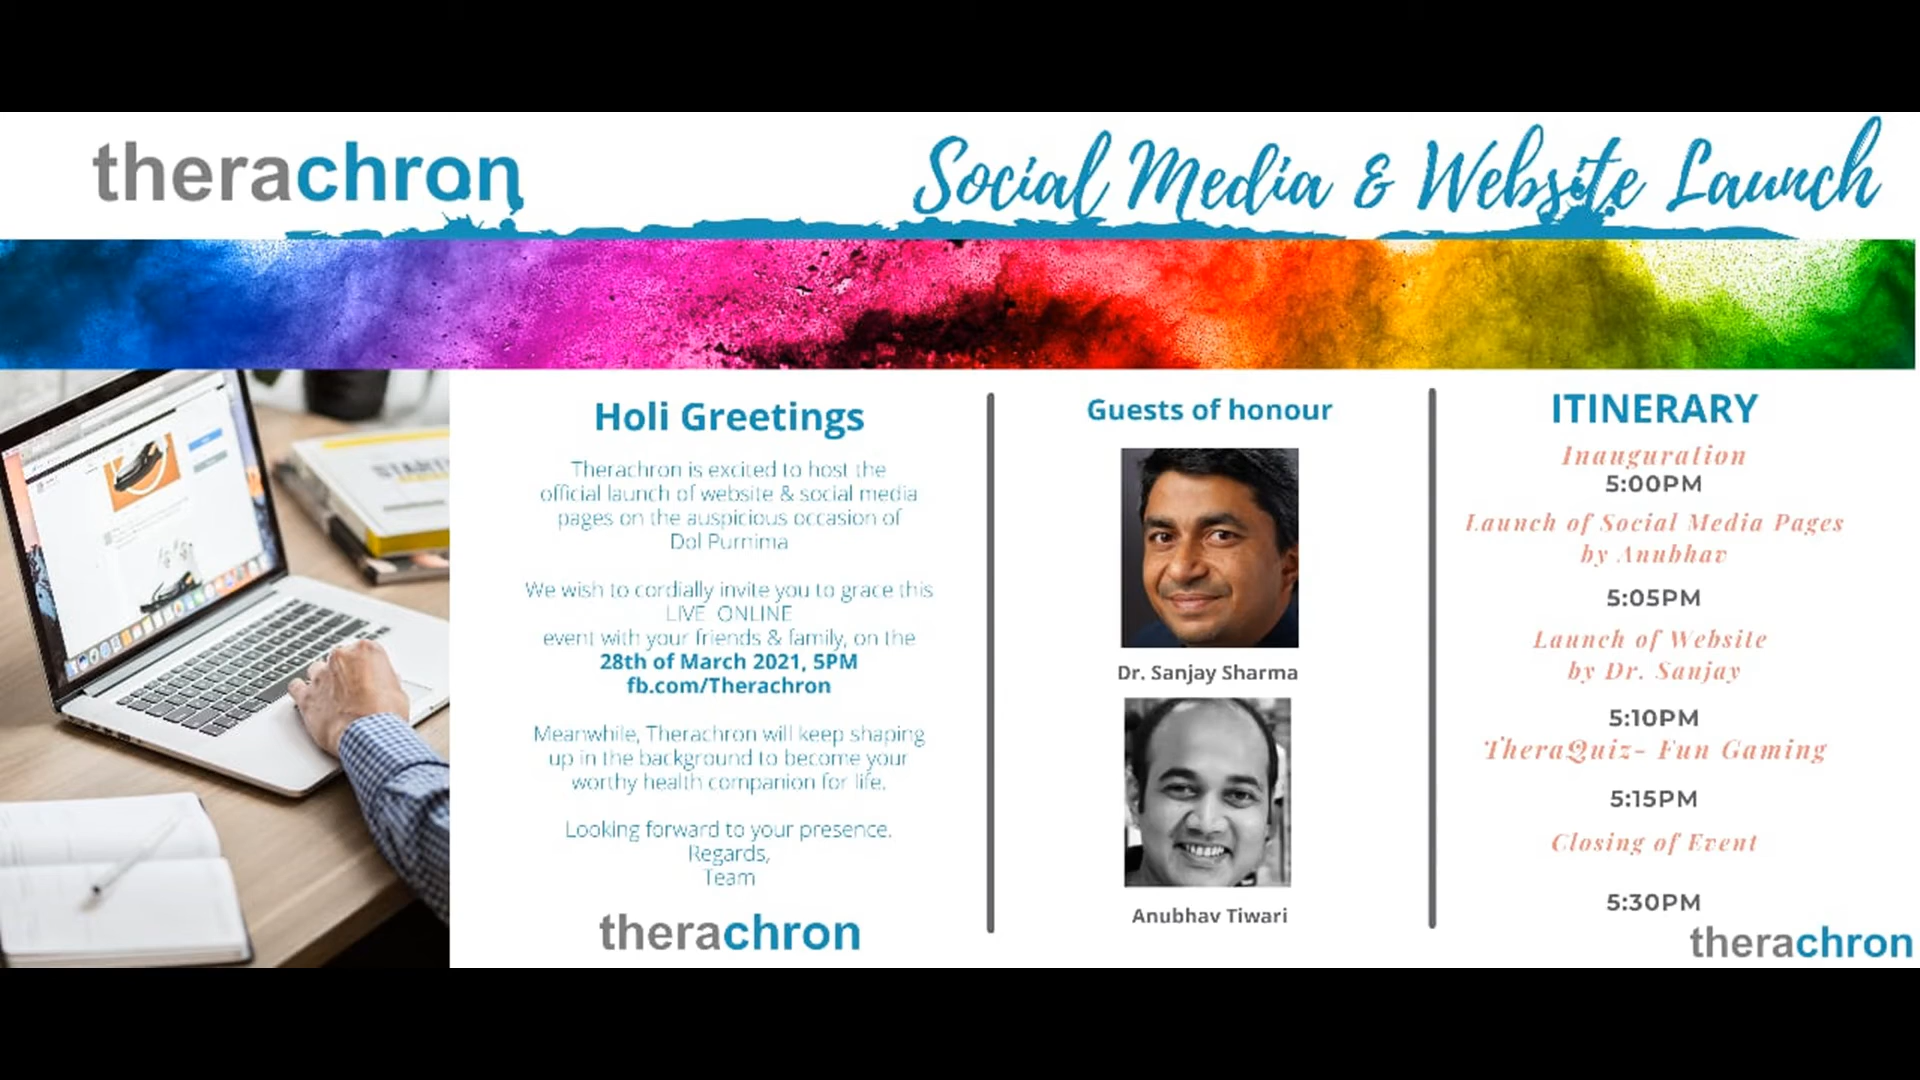 therachron
Social Media & Website Launch
Holi Greetings
Therachron is excited to host the
official launch of website & social media
pages on the auspicious occasion of
Dol Purnima
We wish to cordially invite you to grace this
LIVE ONLINE
event with your friends & family, on the
28th of March 2021, 5PM
fb.com/Therachron
Meanwhile, Therachron will keep shaping
up in the background to become your
worthy health companion for life.
Looking forward to your presence.
Regards,
Team
therachron
Guests of honour
Dr. Sanjay Sharma
Anubhav Tiwari
ITINERARY
Inauguration
5:00PM
Launch of Social Media Pages
by Anubhav
5:05PM
Launch of Website
by Dr. Sanjay
5:10PM
TheraQuiz- Fun Gaming
5:15PM
Closing of Event
5:30PM
therachron